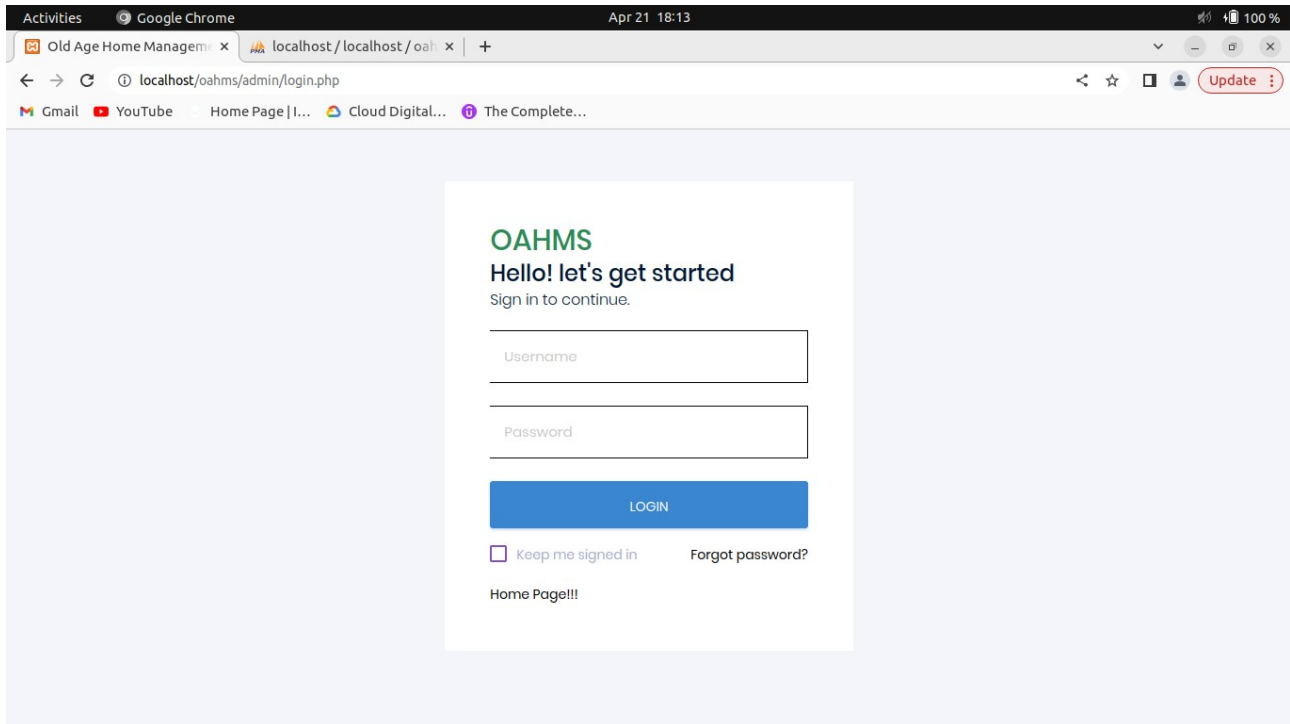 Activities Google Chrome Apr 21 18:13 100 %
Old Age Home Manageme localhost / localhost / oah
localhost/oahms/admin/login.php Update
Gmail YouTube Home Page | I... Cloud Digital... The Complete...
OAHMS
Hello! let's get started
Sign in to continue.
Username
Password
LOGIN
Keep me signed in Forgot password?
Home Page!!!